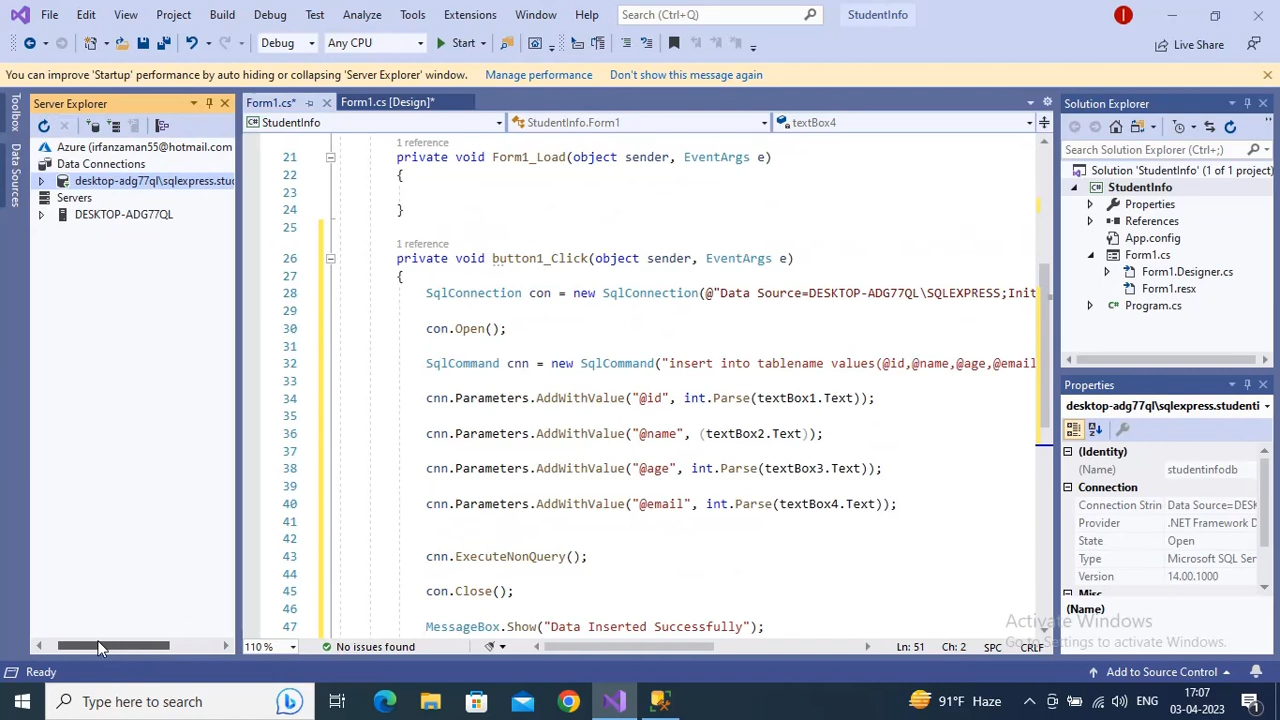 File Edit View Project Build Debug Test Analyze Tools Extensions Window Help Search (Ctrl+Q) StudentInfo
Debug Any CPU Start Live Share
You can improve 'Startup' performance by auto hiding or collapsing 'Server Explorer' window. Manage performance Don't show this message again
Toolbox
Data Sources
Server Explorer
Azure (irfanzaman55@hotmail.com
Data Connections
desktop-adg77ql\sqlexpress.stud
Servers
DESKTOP-ADG77QL
Form1.cs* Form1.cs [Design]*
StudentInfo StudentInfo.Form1 textBox4
1 reference
21 private void Form1_Load(object sender, EventArgs e)
22 {
23
24 }
25
1 reference
26 private void button1_Click(object sender, EventArgs e)
27 {
28 SqlConnection con = new SqlConnection(@"Data Source=DESKTOP-ADG77QL\SQLEXPRESS;Init
29
30 con.Open();
31
32 SqlCommand cnn = new SqlCommand("insert into tablename values(@id,@name,@age,@email
33
34 cnn.Parameters.AddWithValue("@id", int.Parse(textBox1.Text));
35
36 cnn.Parameters.AddWithValue("@name", (textBox2.Text));
37
38 cnn.Parameters.AddWithValue("@age", int.Parse(textBox3.Text));
39
40 cnn.Parameters.AddWithValue("@email", int.Parse(textBox4.Text));
41
42
43 cnn.ExecuteNonQuery();
44
45 con.Close();
46
47 MessageBox.Show("Data Inserted Successfully");
110 % No issues found Ln: 51 Ch: 2 SPC CRLF
Solution Explorer
Search Solution Explorer (Ctrl+;)
Solution 'StudentInfo' (1 of 1 project)
StudentInfo
Properties
References
App.config
Form1.cs
Form1.Designer.cs
Form1.resx
Program.cs
Properties
desktop-adg77ql\sqlexpress.studenti
(Identity)
(Name) studentinfodb
Connection
Connection Strin Data Source=DESK
Provider .NET Framework D
State Open
Type Microsoft SQL Ser
Version 14.00.1000
Misc
(Name)
Activate Windows
Go to Settings to activate Windows.
Ready Add to Source Control
Type here to search 91°F Haze ENG 17:07
03-04-2023